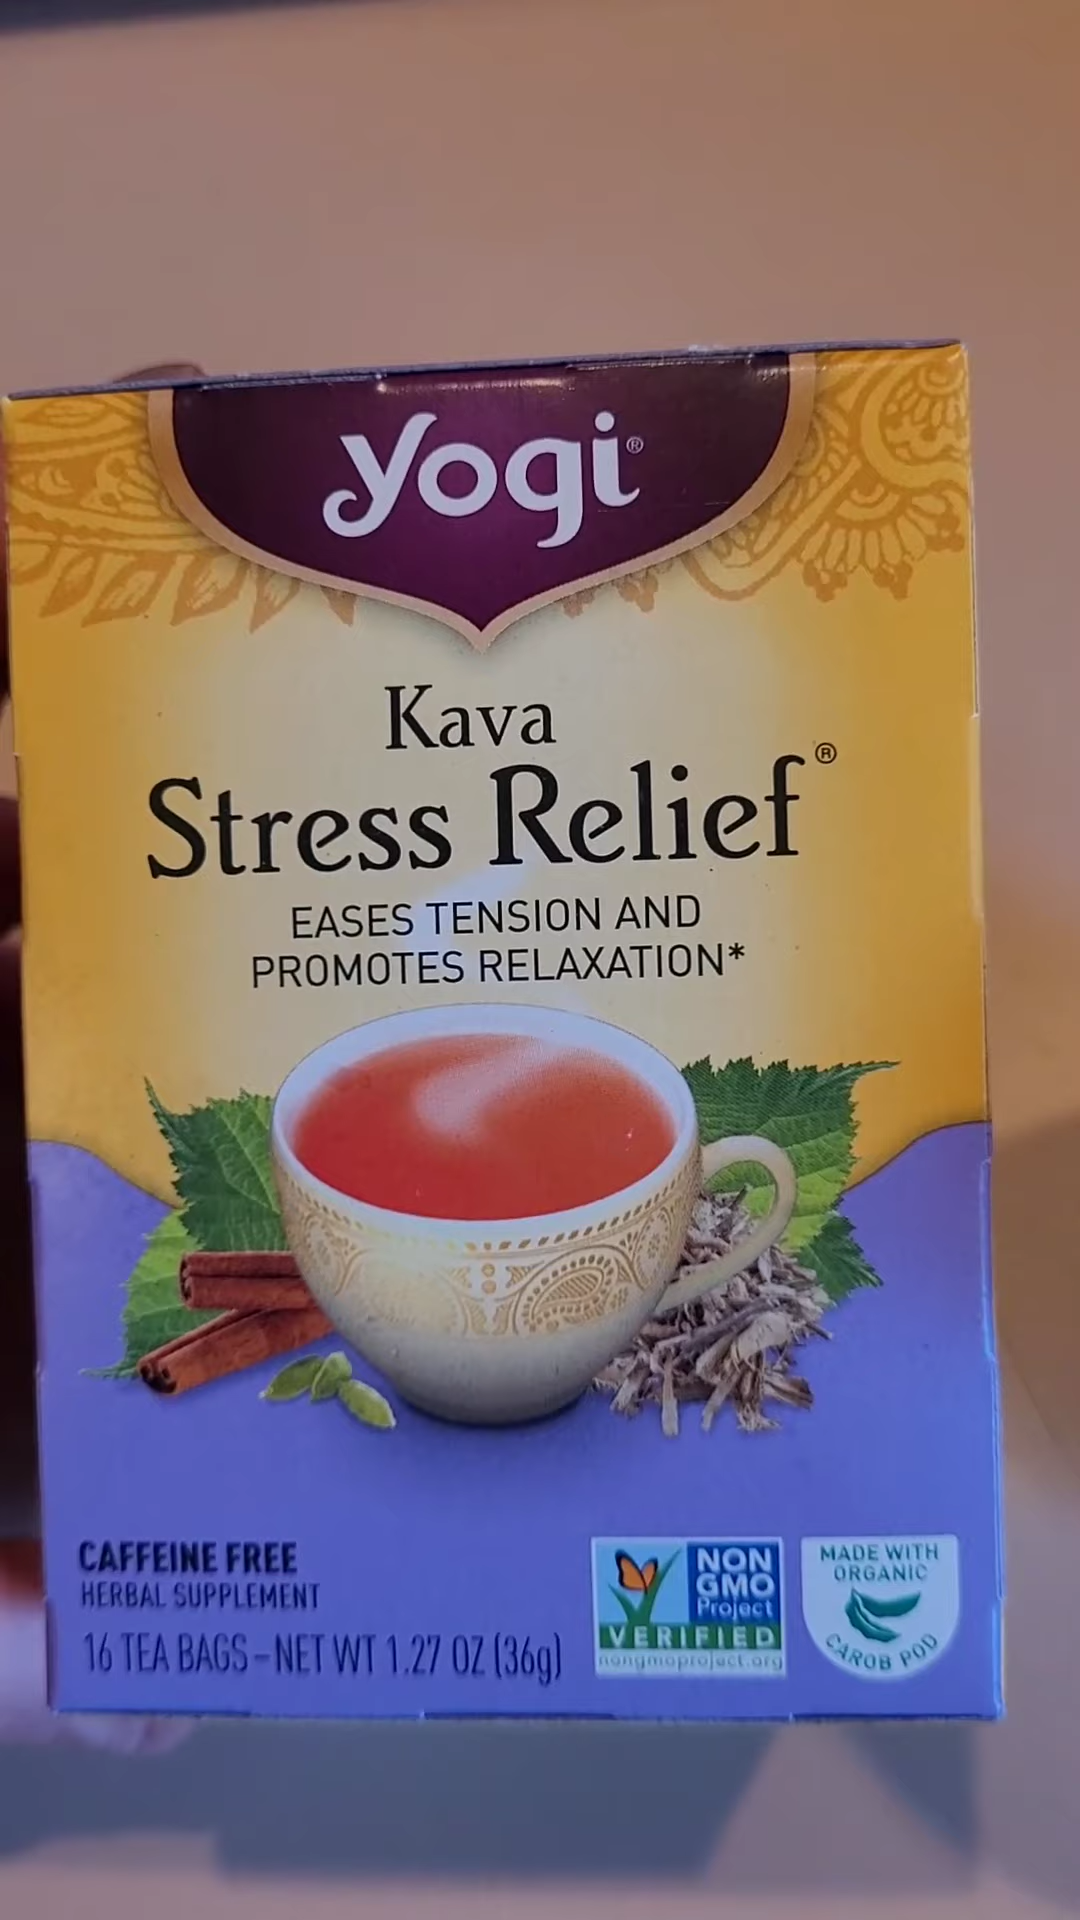 yogi®
Kava
Stress Relief®
EASES TENSION AND
PROMOTES RELAXATION*
CAFFEINE FREE
HERBAL SUPPLEMENT
16 TEA BAGS – NET WT 1.27 OZ (36g)
NON
GMO
Project
VERIFIED
nongmoproject.org
MADE WITH
ORGANIC
CAROB POD